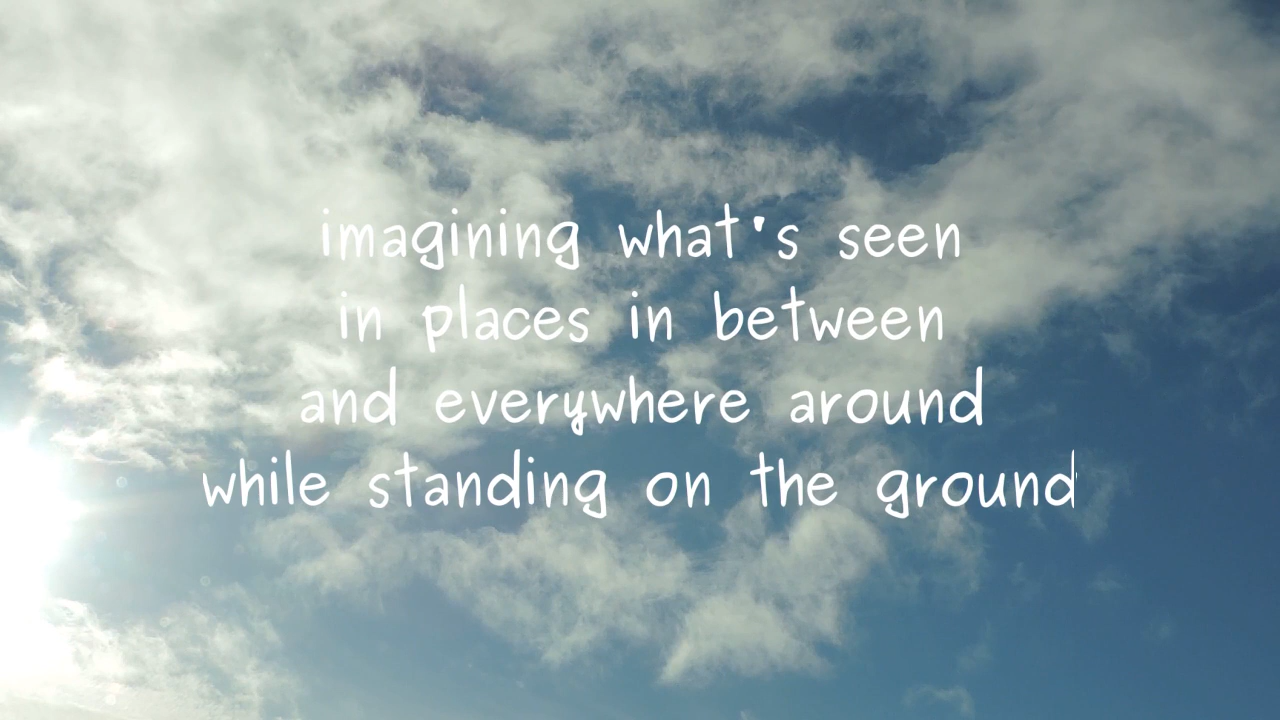 imagining what's seen
in places in between
and everywhere around
while standing on the ground